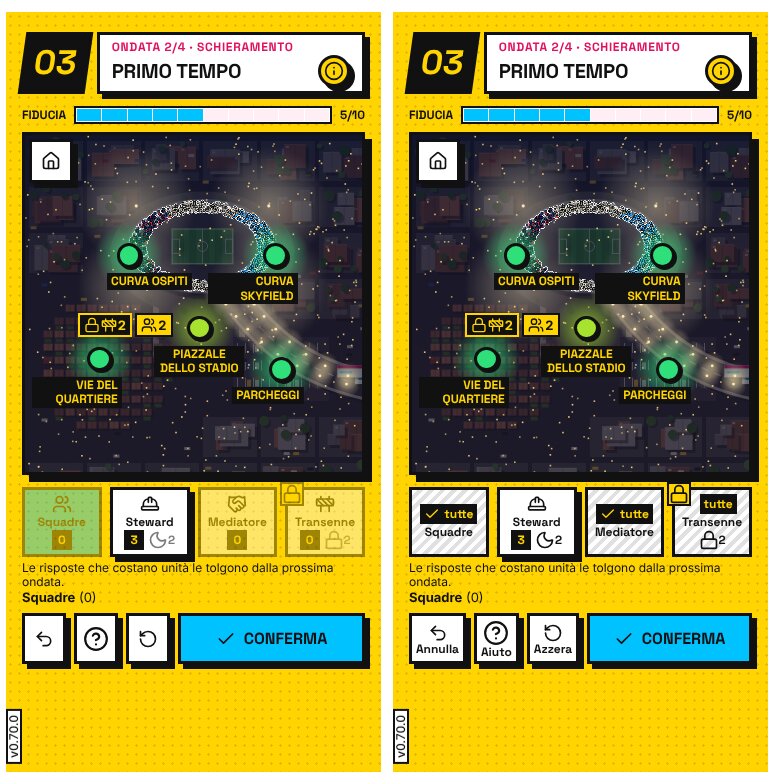 03
ONDATA 2/4 · SCHIERAMENTO
PRIMO TEMPO
FIDUCIA
5/10
CURVA OSPITI
CURVA
SKYFIELD
2
2
PIAZZALE
DELLO STADIO
VIE DEL
QUARTIERE
PARCHEGGI
Squadre
0
Steward
3 2
Mediatore
0
Transenne
0 2
Le risposte che costano unità le tolgono dalla prossima
ondata.
Squadre (0)
CONFERMA
v0.70.0
03
ONDATA 2/4 · SCHIERAMENTO
PRIMO TEMPO
FIDUCIA
5/10
CURVA OSPITI
CURVA
SKYFIELD
2
2
PIAZZALE
DELLO STADIO
VIE DEL
QUARTIERE
PARCHEGGI
tutte
Squadre
Steward
3 2
tutte
Mediatore
tutte
Transenne
2
Le risposte che costano unità le tolgono dalla prossima
ondata.
Squadre (0)
Annulla
Aiuto
Azzera
CONFERMA
v0.70.0